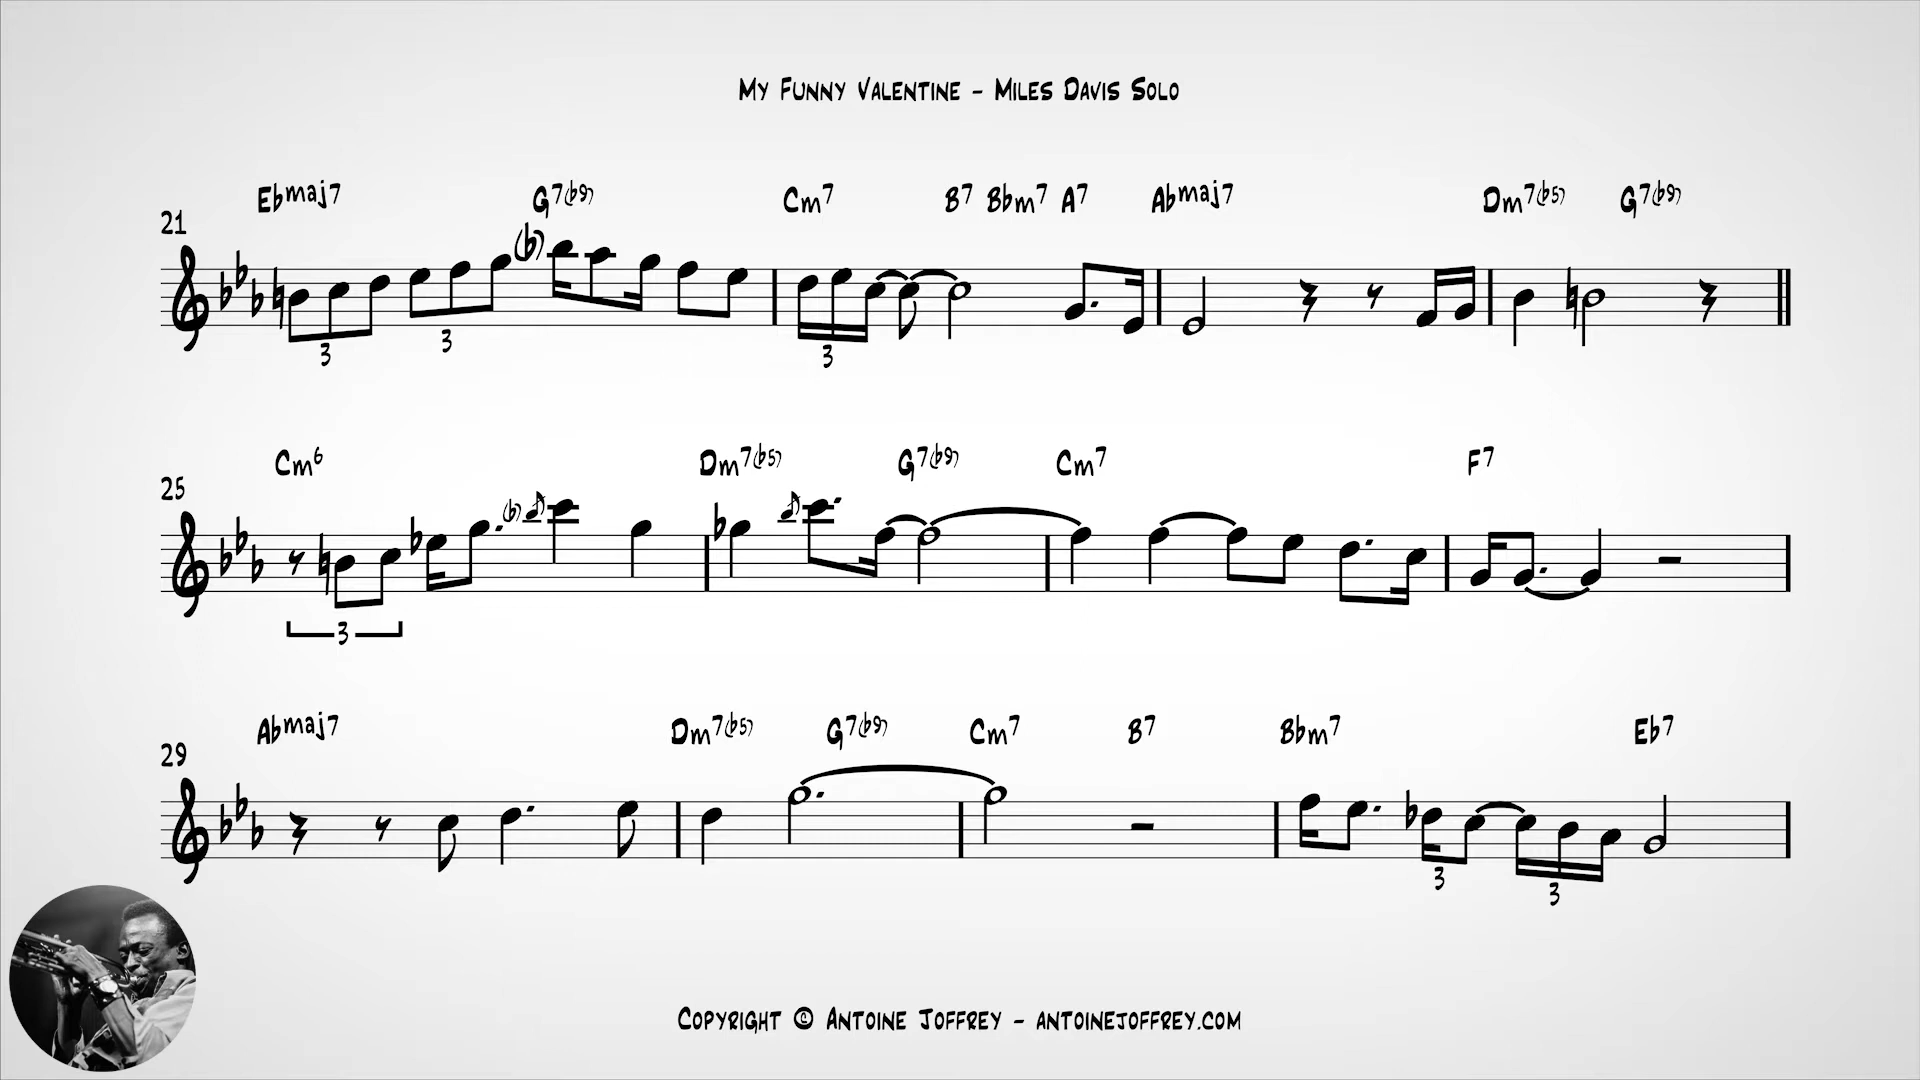 My Funny Valentine - Miles Davis Solo
Ebmaj7 G7(b9) Cm7 B7 Bbm7 A7 Abmaj7 Dm7(b5) G7(b9)
21
(b)
3 3 3
Cm6 Dm7(b5) G7(b9) Cm7 F7
25
(b)
3
Abmaj7 Dm7(b5) G7(b9) Cm7 B7 Bbm7 Eb7
29
3 3
Copyright © Antoine Joffrey - antoinejoffrey.com